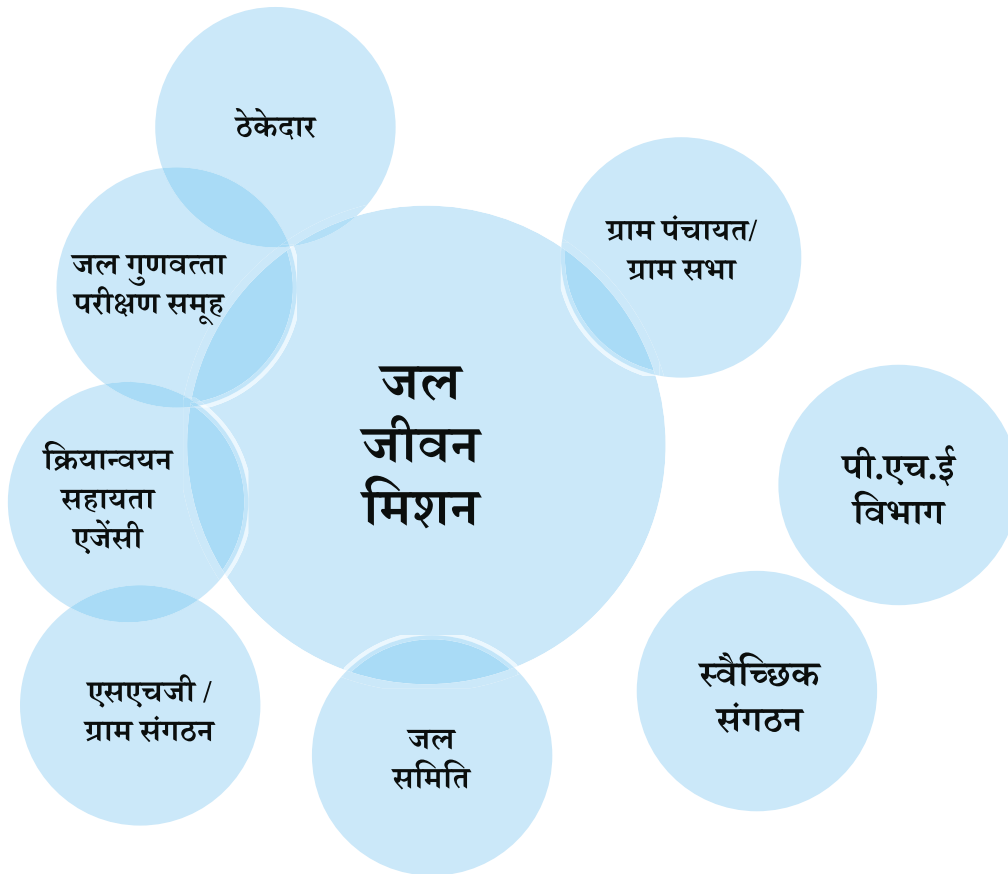 ठेकेदार
ग्राम पंचायत/
ग्राम सभा
जल गुणवत्ता
परीक्षण समूह
जल
जीवन
मिशन
क्रियान्वयन
सहायता
एजेंसी
पी.एच.ई
विभाग
स्वैच्छिक
संगठन
एसएचजी /
ग्राम संगठन
जल
समिति